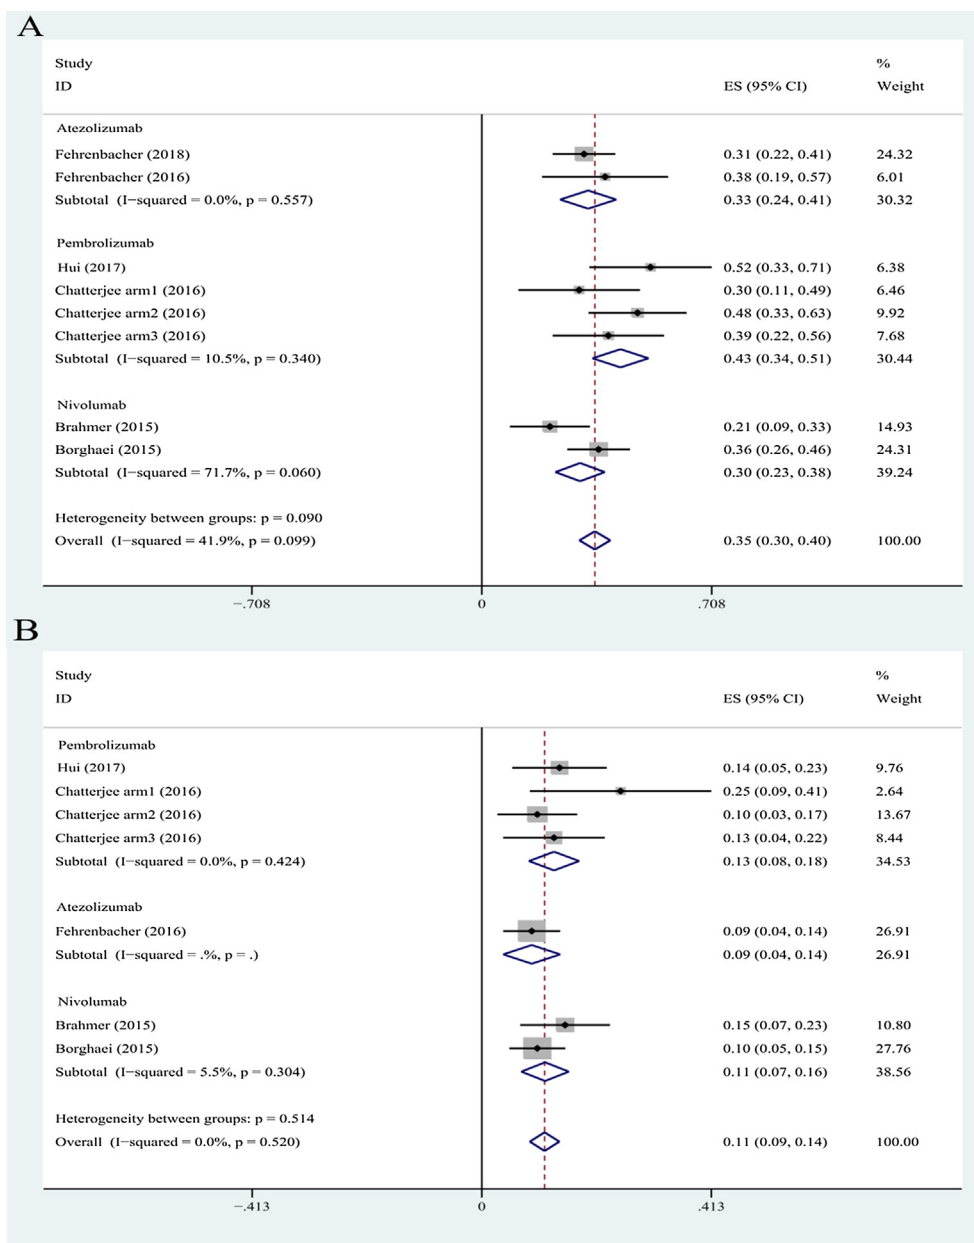 A
Study %
ID ES (95% CI) Weight
Atezolizumab
Fehrenbacher (2018) 0.31 (0.22, 0.41) 24.32
Fehrenbacher (2016) 0.38 (0.19, 0.57) 6.01
Subtotal (I−squared = 0.0%, p = 0.557) 0.33 (0.24, 0.41) 30.32
Pembrolizumab
Hui (2017) 0.52 (0.33, 0.71) 6.38
Chatterjee arm1 (2016) 0.30 (0.11, 0.49) 6.46
Chatterjee arm2 (2016) 0.48 (0.33, 0.63) 9.92
Chatterjee arm3 (2016) 0.39 (0.22, 0.56) 7.68
Subtotal (I−squared = 10.5%, p = 0.340) 0.43 (0.34, 0.51) 30.44
Nivolumab
Brahmer (2015) 0.21 (0.09, 0.33) 14.93
Borghaei (2015) 0.36 (0.26, 0.46) 24.31
Subtotal (I−squared = 71.7%, p = 0.060) 0.30 (0.23, 0.38) 39.24
Heterogeneity between groups: p = 0.090
Overall (I−squared = 41.9%, p = 0.099) 0.35 (0.30, 0.40) 100.00
−.708 0 .708
B
Study %
ID ES (95% CI) Weight
Pembrolizumab
Hui (2017) 0.14 (0.05, 0.23) 9.76
Chatterjee arm1 (2016) 0.25 (0.09, 0.41) 2.64
Chatterjee arm2 (2016) 0.10 (0.03, 0.17) 13.67
Chatterjee arm3 (2016) 0.13 (0.04, 0.22) 8.44
Subtotal (I−squared = 0.0%, p = 0.424) 0.13 (0.08, 0.18) 34.53
Atezolizumab
Fehrenbacher (2016) 0.09 (0.04, 0.14) 26.91
Subtotal (I−squared = .%, p = .) 0.09 (0.04, 0.14) 26.91
Nivolumab
Brahmer (2015) 0.15 (0.07, 0.23) 10.80
Borghaei (2015) 0.10 (0.05, 0.15) 27.76
Subtotal (I−squared = 5.5%, p = 0.304) 0.11 (0.07, 0.16) 38.56
Heterogeneity between groups: p = 0.514
Overall (I−squared = 0.0%, p = 0.520) 0.11 (0.09, 0.14) 100.00
−.413 0 .413